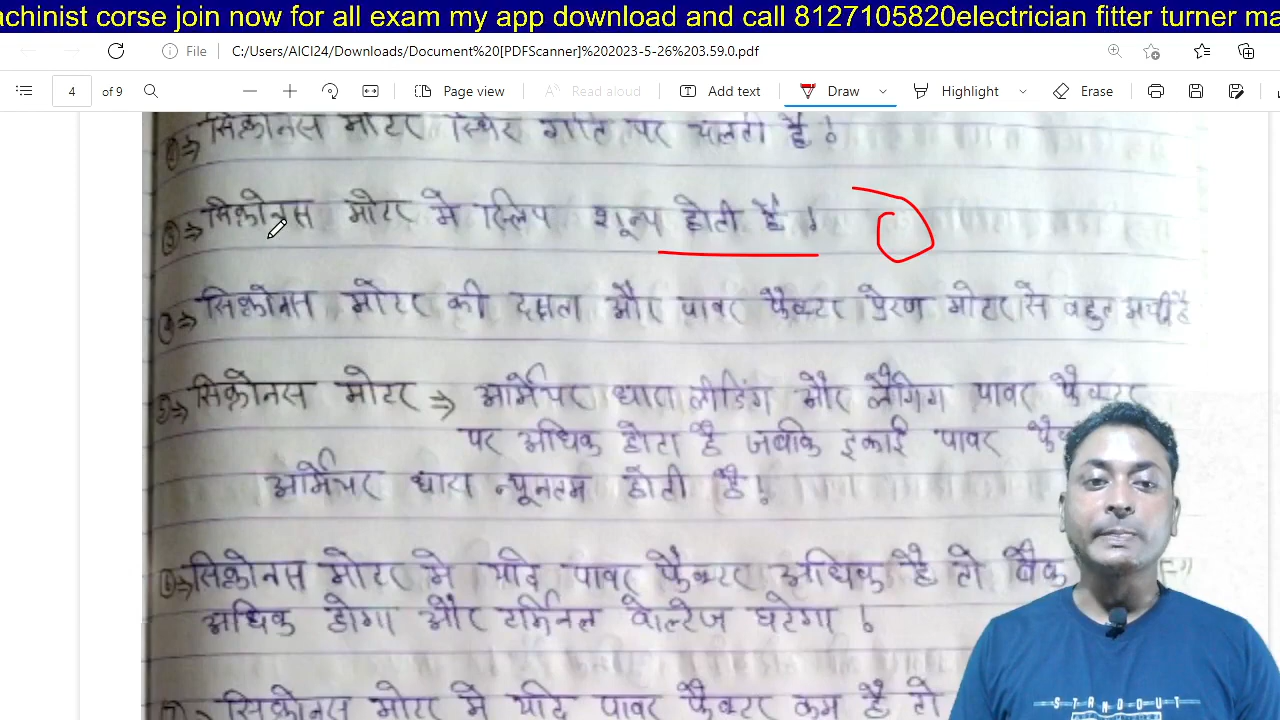 achinist corse join now for all exam my app download and call 8127105820electrician fitter turner ma
File C:/Users/AICI24/Downloads/Document%20[PDFScanner]%202023-5-26%203.59.0.pdf
4 of 9 Page view Read aloud Add text Draw Highlight Erase
सिंक्रोनस मोटर स्थिर गति पर चलती है।
③⇒ सिंक्रोनस मोटर मे स्लिप शून्य होती है।
⇒ सिंक्रोनस मोटर की दक्षता और पावर फैक्टर प्रेरण मोटर से बहुत
⇒ सिंक्रोनस मोटर ⇒ आर्मेचर धारा लीडिंग और लैगिंग पावर फैक्टर
पर अधिक होता है जबकि इकाई पावर
आर्मेचर धारा न्यूनतम होती है।
⑥⇒ सिंक्रोनस मोटर मे यदि पावर फैक्टर अधिक है तो बैक
अधिक होगा और टर्मिनल वोल्टेज घटेगा।
सिंक्रोनस मोटर मे यदि पावर फैक्टर कम है तो
STANDOUT